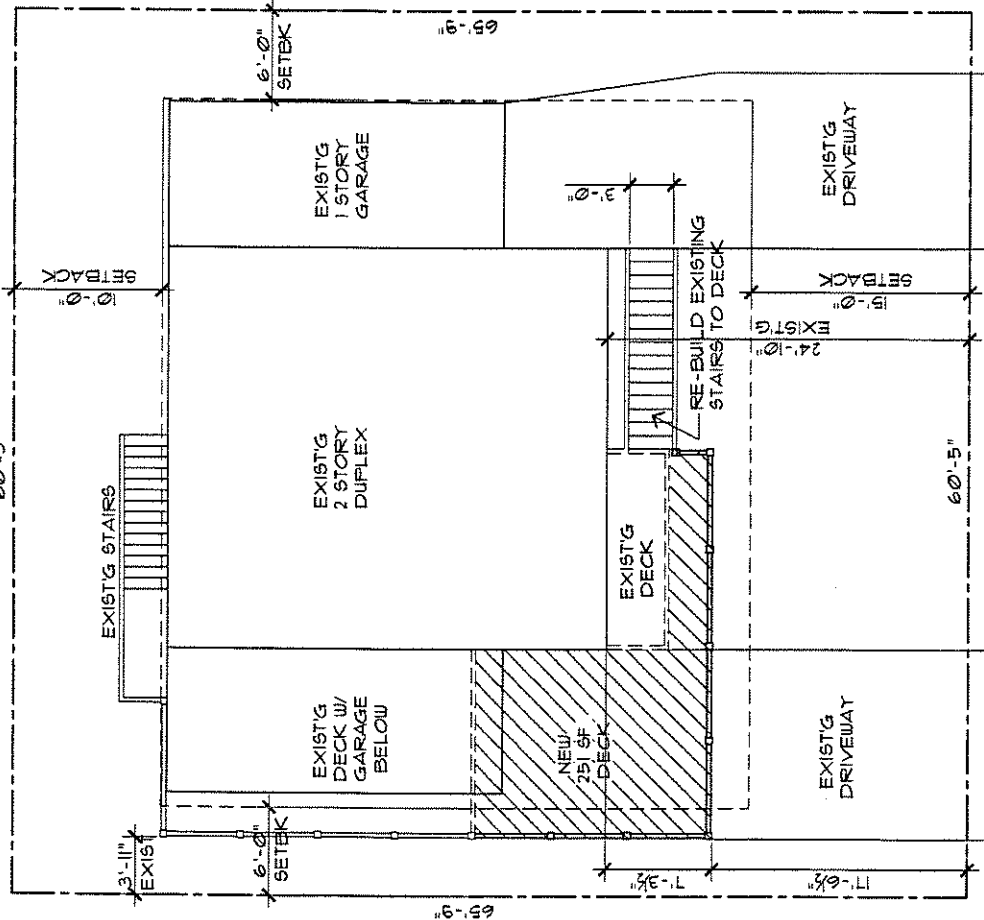 6'-0"
SETBK
65'-9"
10'-0"
SETBACK
EXIST'G
1 STORY
GARAGE
EXIST'G STAIRS
EXIST'G
2 STORY
DUPLEX
3'-0"
EXIST'G
DRIVEWAY
RE-BUILD EXISTING
STAIRS TO DECK
15'-0"
SETBACK
24'-10"
EXIST'G
EXIST'G
DECK
EXIST'G
DECK W/
GARAGE
BELOW
NEW
251 SF
DECK
3'-11"
EXIST
6'-0"
SETBK
65'-9"
7'-3½"
17'-6½"
EXIST'G
DRIVEWAY
60'-5"